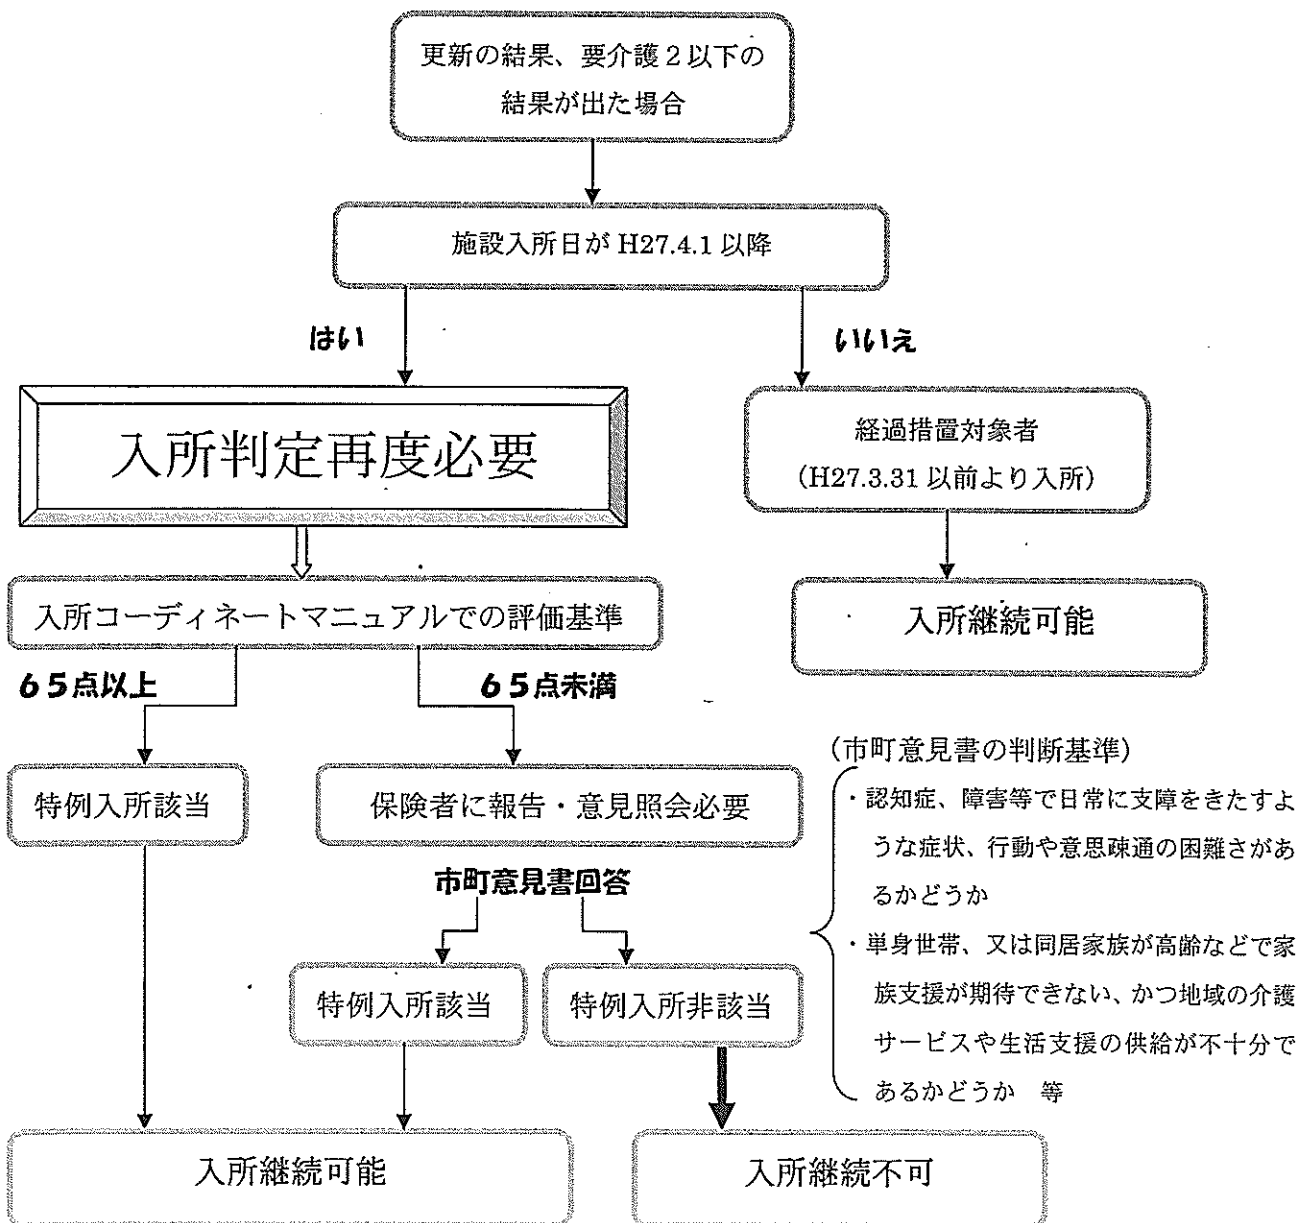 更新の結果、要介護２以下の
結果が出た場合
施設入所日が H27.4.1 以降
はい
いいえ
入所判定再度必要
経過措置対象者
（H27.3.31 以前より入所）
入所継続可能
入所コーディネートマニュアルでの評価基準
６５点以上
６５点未満
特例入所該当
保険者に報告・意見照会必要
（市町意見書の判断基準）
・認知症、障害等で日常に支障をきたすよ
うな症状、行動や意思疎通の困難さがあ
るかどうか
・単身世帯、又は同居家族が高齢などで家
族支援が期待できない、かつ地域の介護
サービスや生活支援の供給が不十分で
あるかどうか　等
市町意見書回答
特例入所該当
特例入所非該当
入所継続可能
入所継続不可